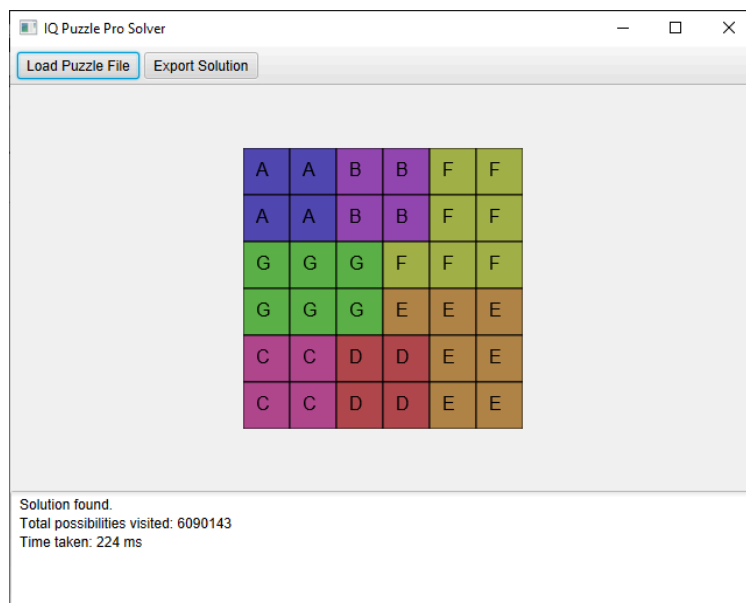 IQ Puzzle Pro Solver
Load Puzzle File Export Solution
A A B B F F
A A B B F F
G G G F F F
G G G E E E
C C D D E E
C C D D E E
Solution found.
Total possibilities visited: 6090143
Time taken: 224 ms